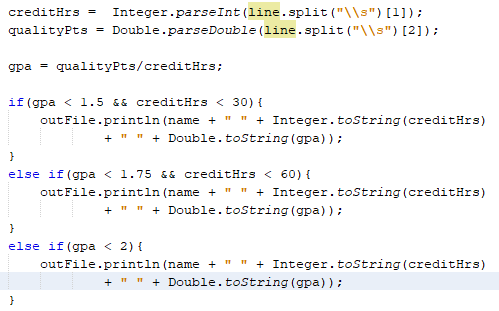 creditHrs =  Integer.parseInt(line.split("\\s")[1]);
qualityPts = Double.parseDouble(line.split("\\s")[2]);

gpa = qualityPts/creditHrs;

if(gpa < 1.5 && creditHrs < 30){
    outFile.println(name + " " + Integer.toString(creditHrs)
            + " " + Double.toString(gpa));
}
else if(gpa < 1.75 && creditHrs < 60){
    outFile.println(name + " " + Integer.toString(creditHrs)
            + " " + Double.toString(gpa));
}
else if(gpa < 2){
    outFile.println(name + " " + Integer.toString(creditHrs)
            + " " + Double.toString(gpa));
}